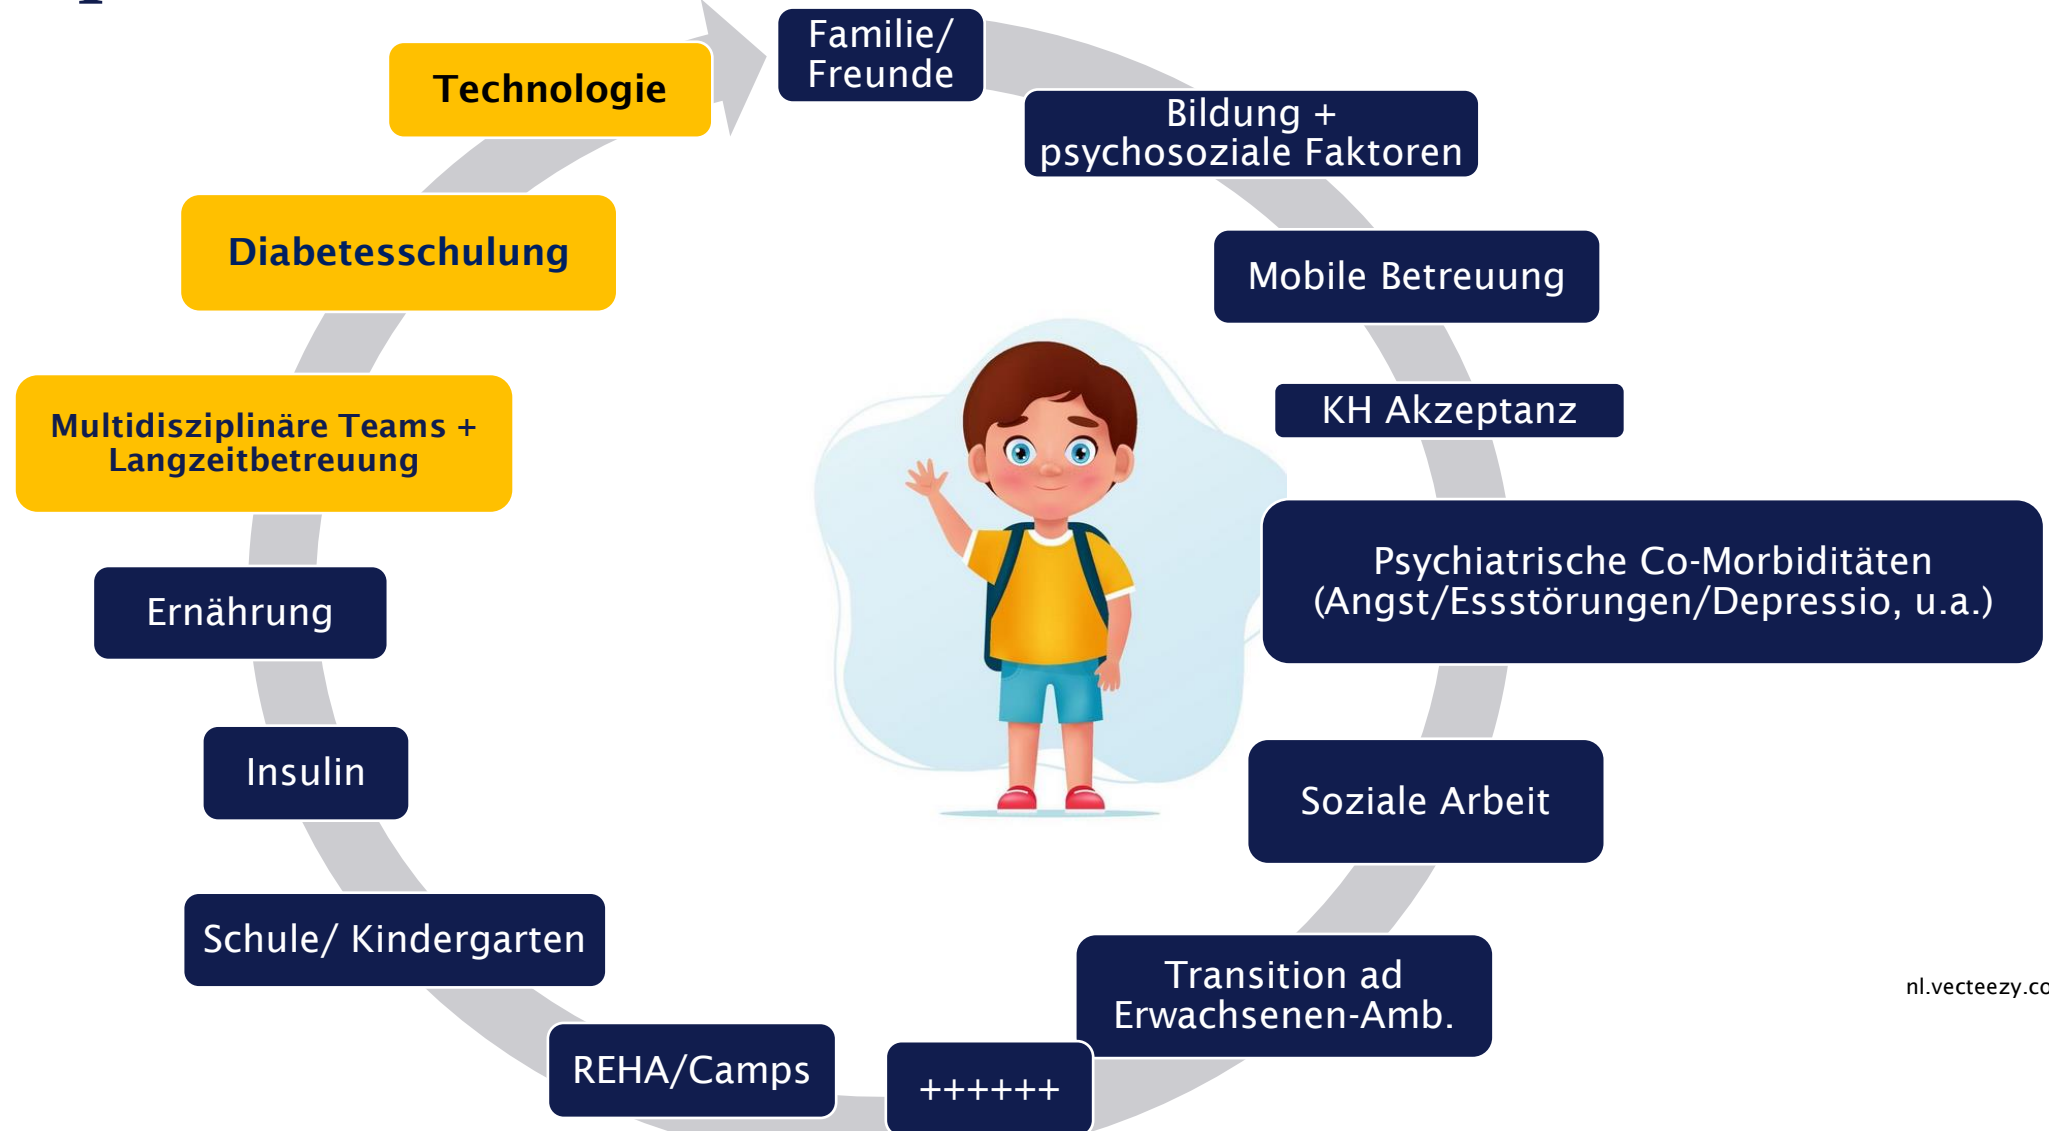 Familie/
Freunde
Technologie
Bildung +
psychosoziale Faktoren
Diabetesschulung
Mobile Betreuung
KH Akzeptanz
Multidisziplinäre Teams +
Langzeitbetreuung
Psychiatrische Co-Morbiditäten
(Angst/Essstörungen/Depressio, u.a.)
Ernährung
Insulin
Soziale Arbeit
Schule/ Kindergarten
Transition ad
Erwachsenen-Amb.
nl.vecteezy.co
REHA/Camps
++++++